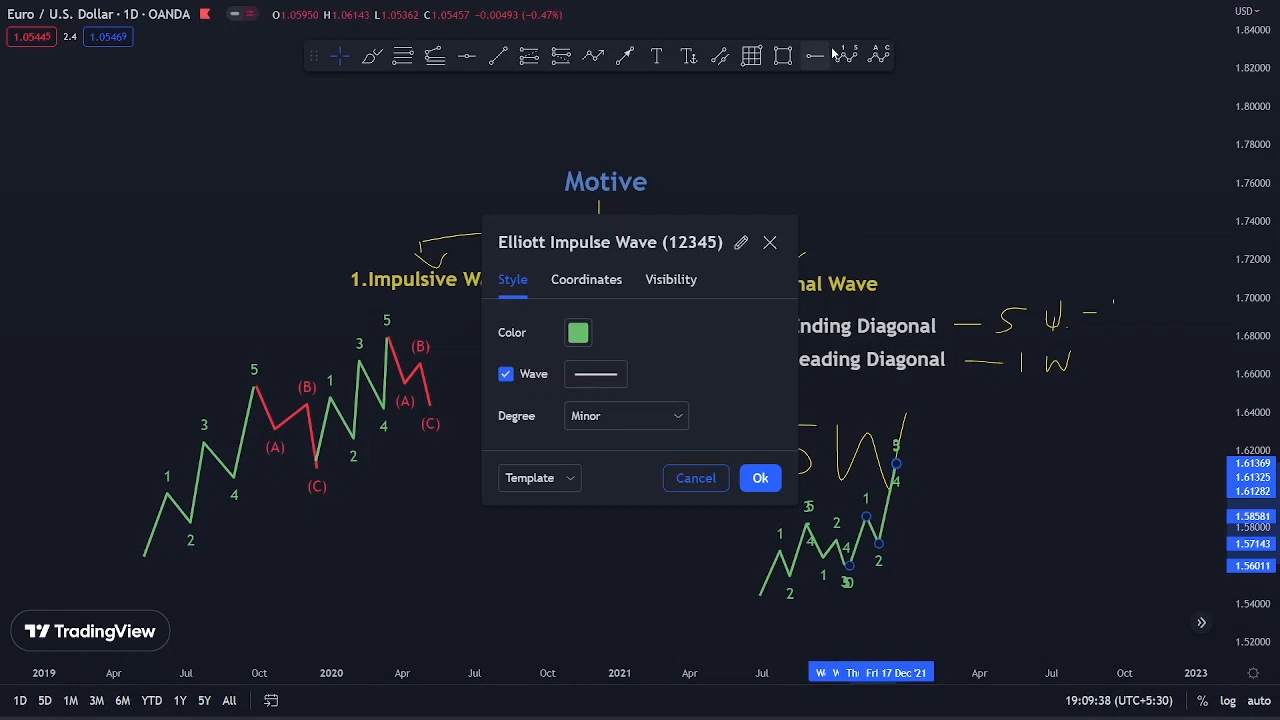 Euro / U.S. Dollar · 1D · OANDA O1.05950 H1.06143 L1.05362 C1.05457 −0.00493 (−0.47%) USD
1.05445 2.4 1.05469
1.84000
1.82000
T T
1 5 A C
1.80000
1.78000
1.76000
Motive
1.74000
1.72000
Elliott Impulse Wave (12345)
1.Impulsive W
nal Wave
Style Coordinates Visibility
1.70000
Ending Diagonal — 5 W. -
Color
1.68000
eading Diagonal — 1 W
1.66000
Wave
Degree Minor
1.64000
5 W
1.62000
1.61369
1.61325
1.61282
Template Cancel Ok
1.58581
1.58000
1.57143
1.56011
1.54000
1.52000
1 2 3 4 5 (A) (B) (C) 1 2 3 4 5 (A) (B) (C)
1 2 3 5 4 1 2 4 1 2 4
TradingView
2019 Apr Jul Oct 2020 Apr Jul Oct 2021 Apr Jul Fri 17 Dec '21 Apr Jul Oct 2023
1D 5D 1M 3M 6M YTD 1Y 5Y All 19:09:38 (UTC+5:30) % log auto